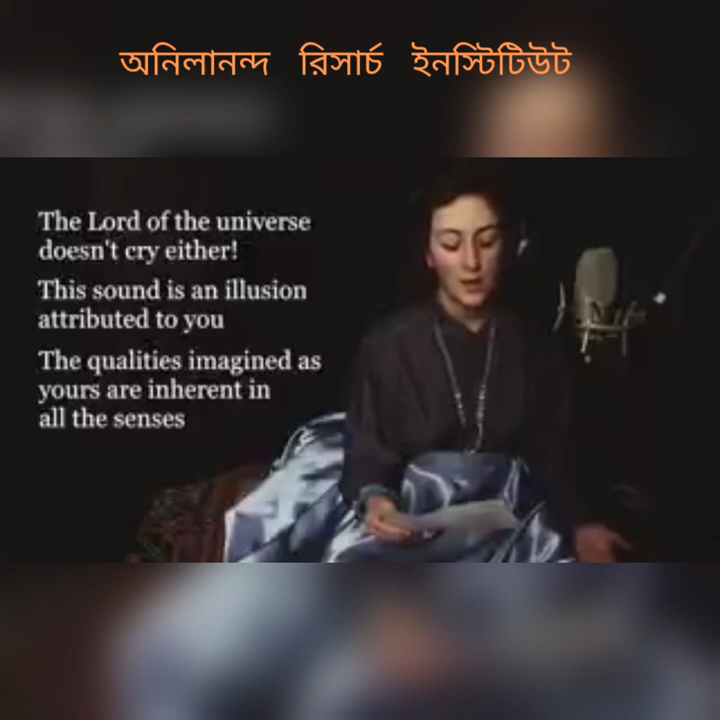 অনিলানন্দ রিসার্চ ইনস্টিটিউট
The Lord of the universe
doesn't cry either!
This sound is an illusion
attributed to you
The qualities imagined as
yours are inherent in
all the senses